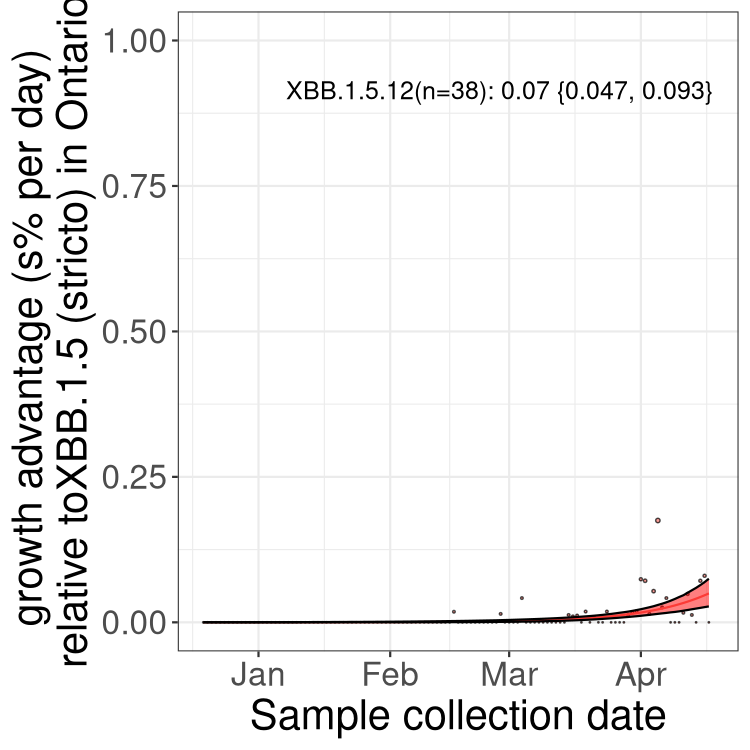 growth advantage (s% per day)
relative toXBB.1.5 (stricto) in Ontario
1.00
0.75
0.50
0.25
0.00
XBB.1.5.12(n=38): 0.07 {0.047, 0.093}
Jan Feb Mar Apr
Sample collection date